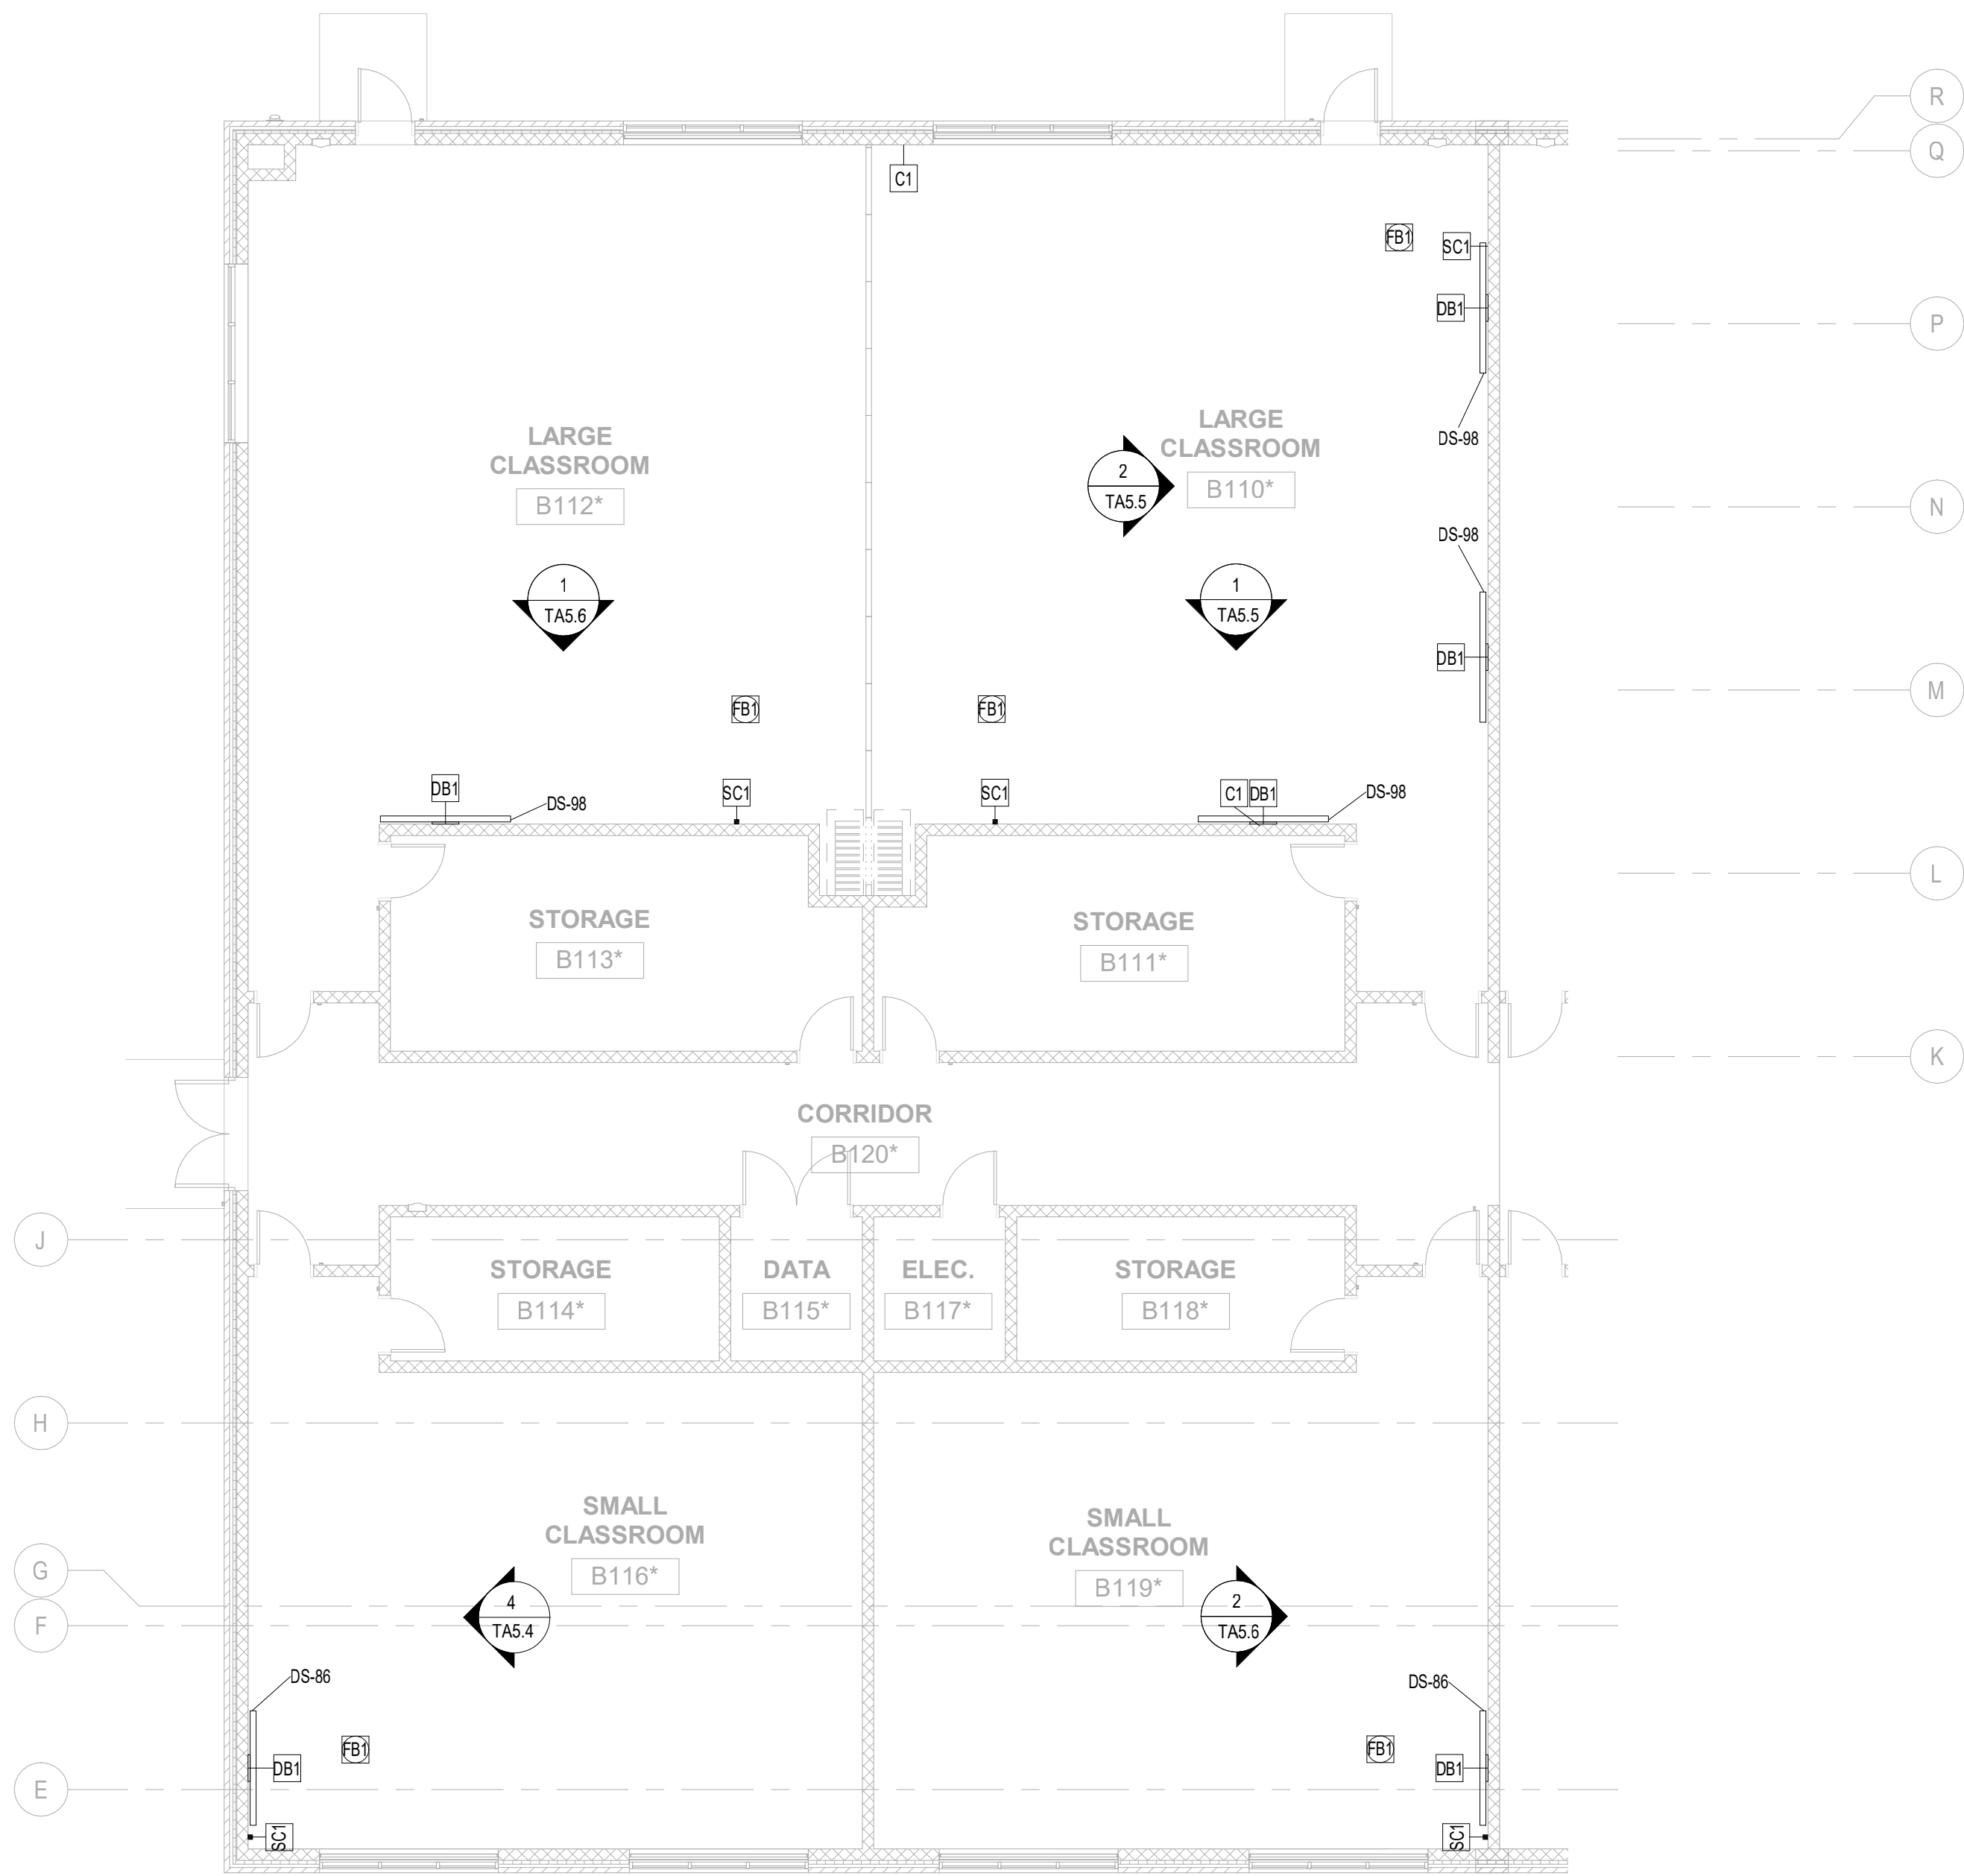 R
Q
C1
FB1
SC1
DB1
P
LARGE
CLASSROOM
B112*
LARGE
CLASSROOM
B110*
DS-98
2
TA5.5
N
DS-98
1
TA5.6
1
TA5.5
DB1
M
FB1
FB1
DB1
DS-98
SC1
SC1
C1
DB1
DS-98
L
STORAGE
B113*
STORAGE
B111*
K
CORRIDOR
B120*
J
STORAGE
B114*
DATA
B115*
ELEC.
B117*
STORAGE
B118*
H
SMALL
CLASSROOM
B116*
SMALL
CLASSROOM
B119*
G
4
TA5.4
2
TA5.6
F
DS-86
DS-86
FB1
FB1
DB1
DB1
E
SC1
SC1